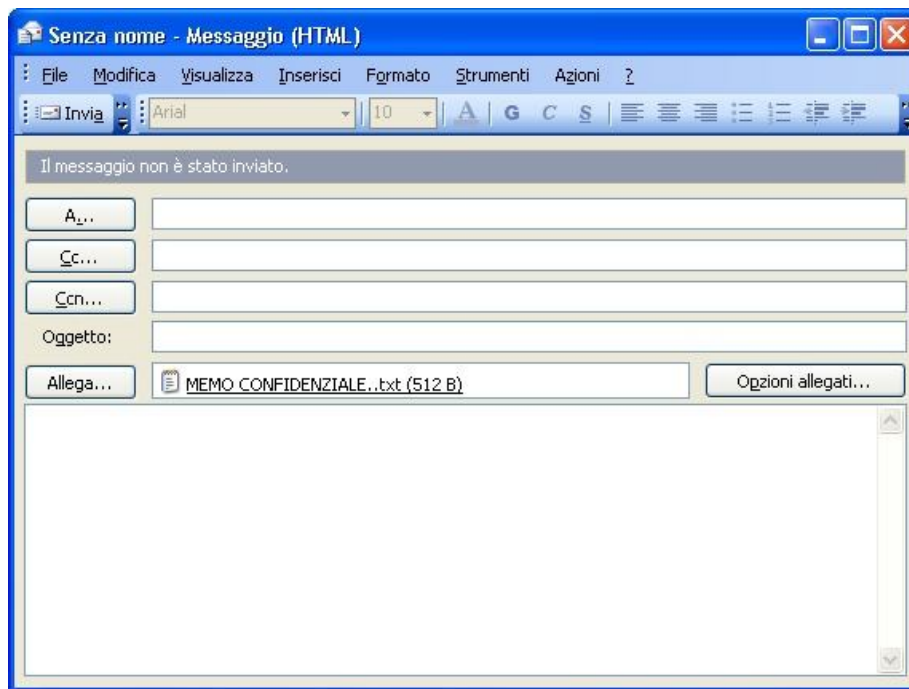 Senza nome - Messaggio (HTML)
File Modifica Visualizza Inserisci Formato Strumenti Azioni ?
Invia Arial 10 A G C S
Il messaggio non è stato inviato.
A...
Cc...
Ccn...
Oggetto:
Allega... MEMO CONFIDENZIALE..txt (512 B) Opzioni allegati...